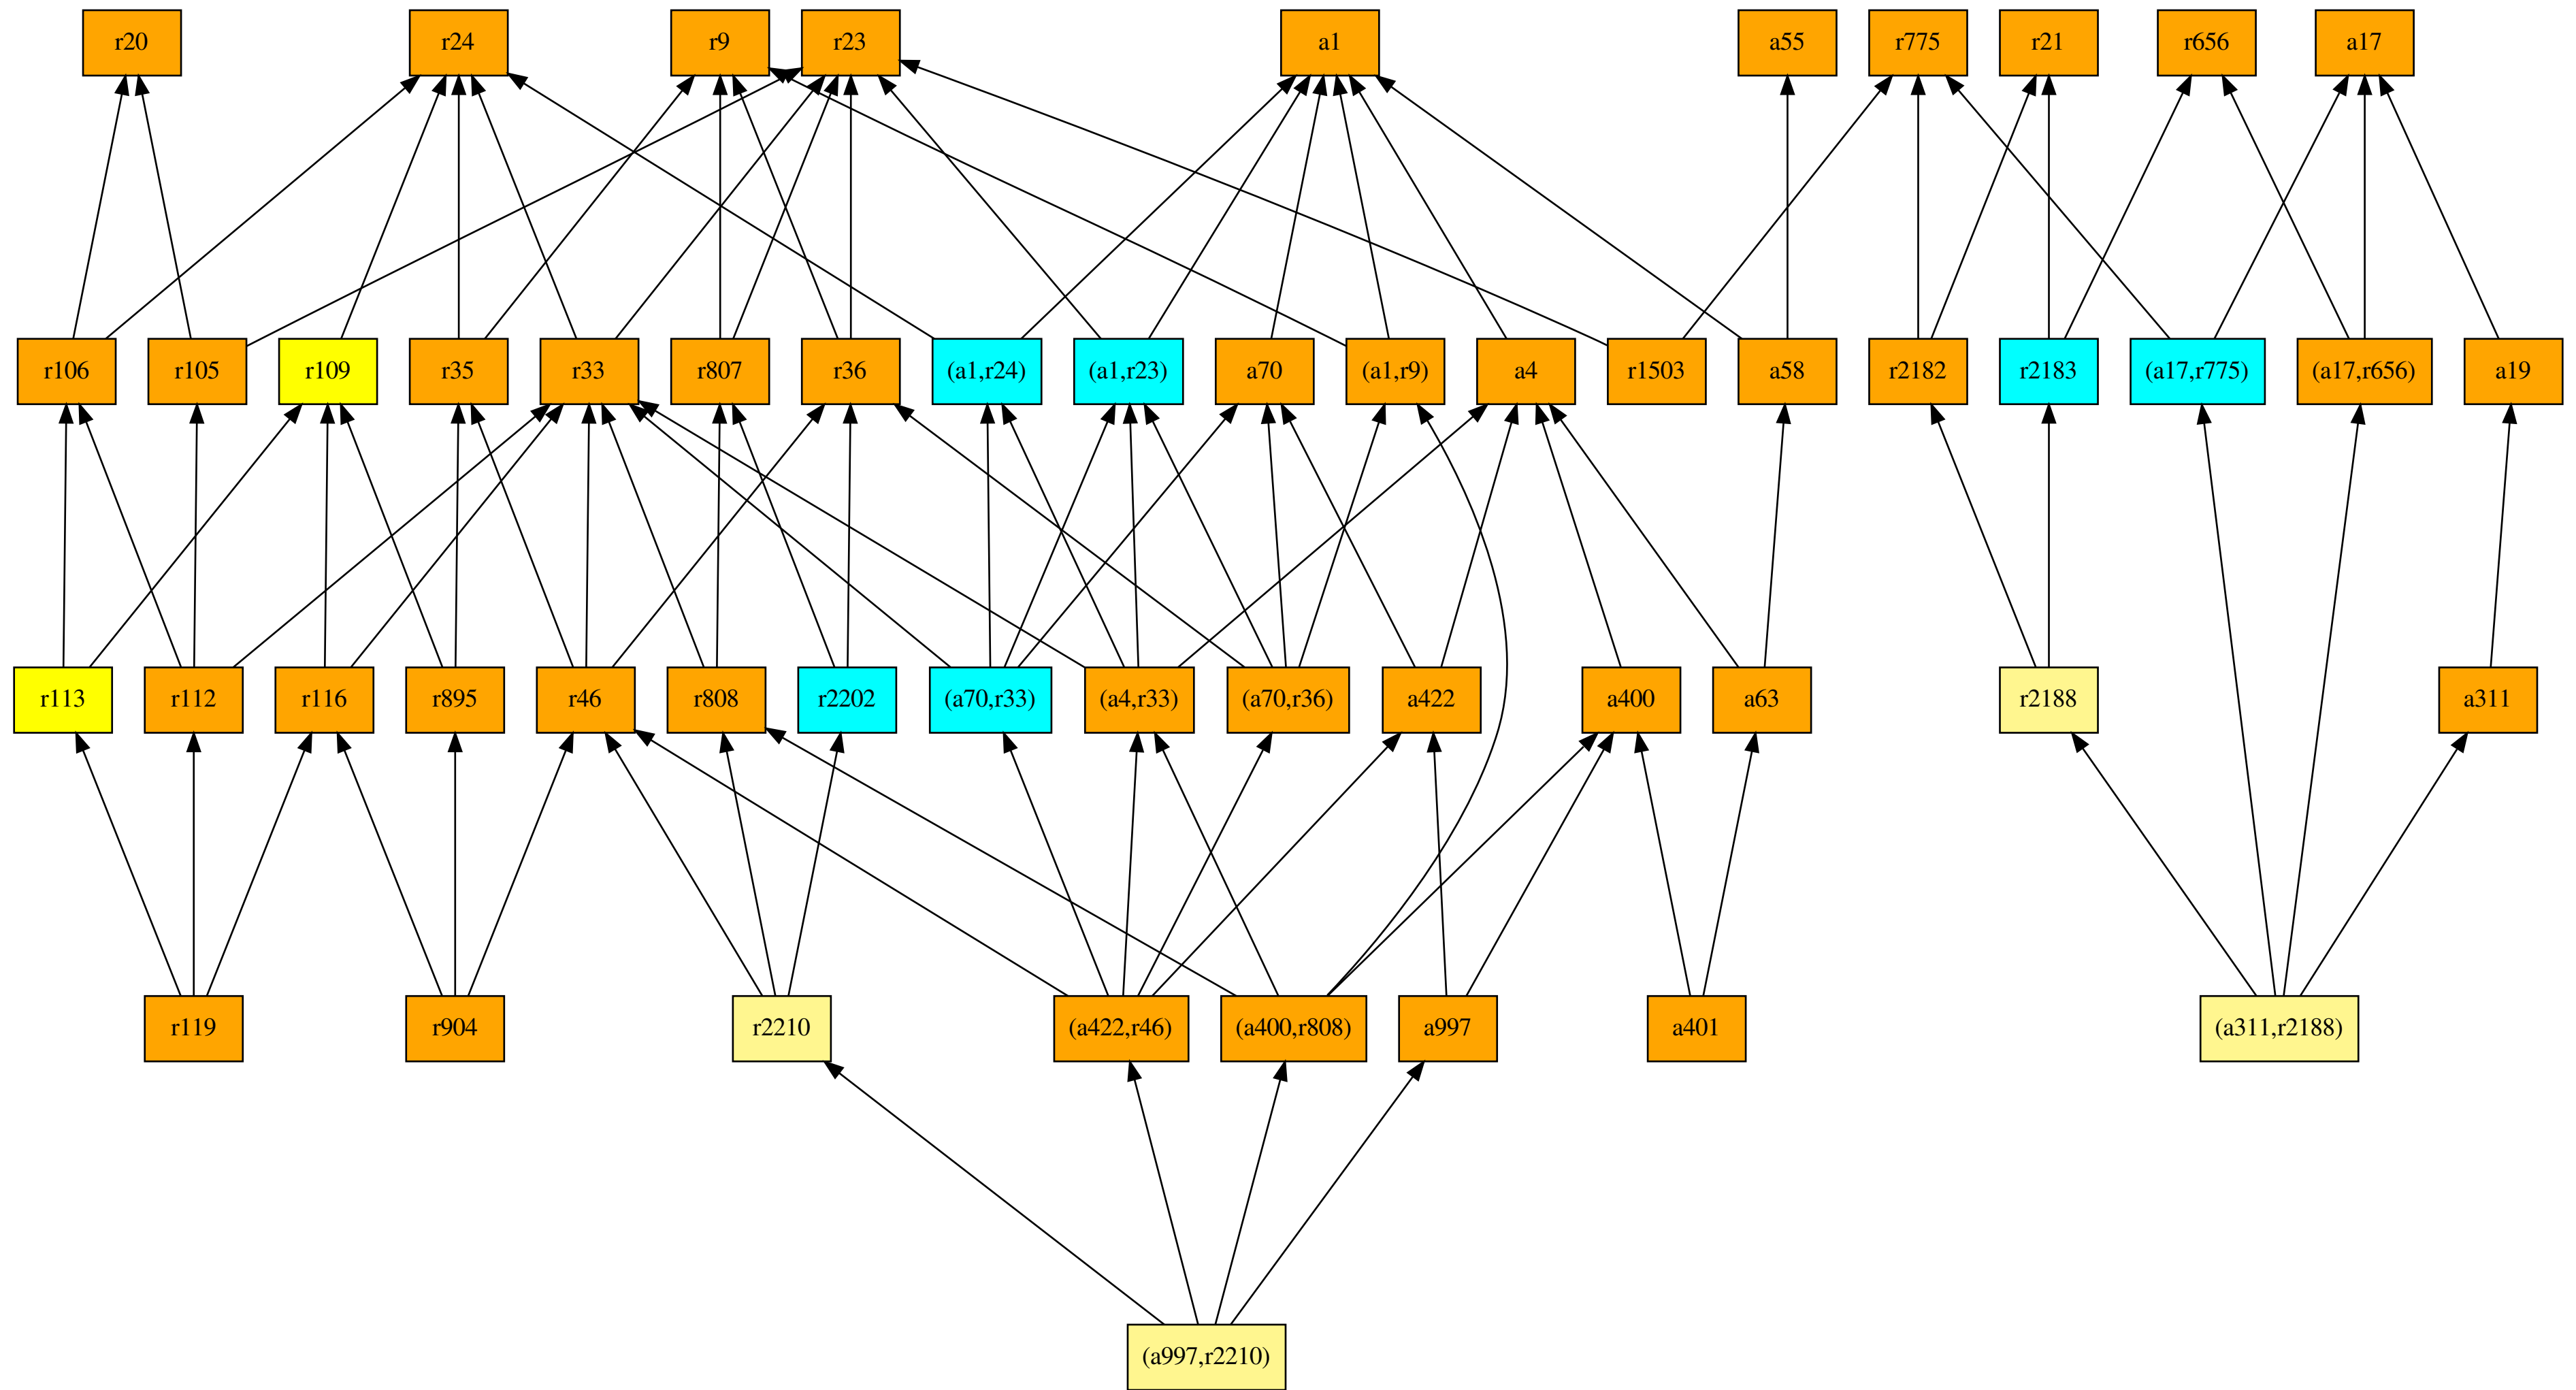 r20
r24
r9
r23
a1
a55
r775
r21
r656
a17
r106
r105
r109
r35
r33
r807
r36
(a1,r24)
(a1,r23)
a70
(a1,r9)
a4
r1503
a58
r2182
r2183
(a17,r775)
(a17,r656)
a19
r113
r112
r116
r895
r46
r808
r2202
(a70,r33)
(a4,r33)
(a70,r36)
a422
a400
a63
r2188
a311
r119
r904
r2210
(a422,r46)
(a400,r808)
a997
a401
(a311,r2188)
(a997,r2210)